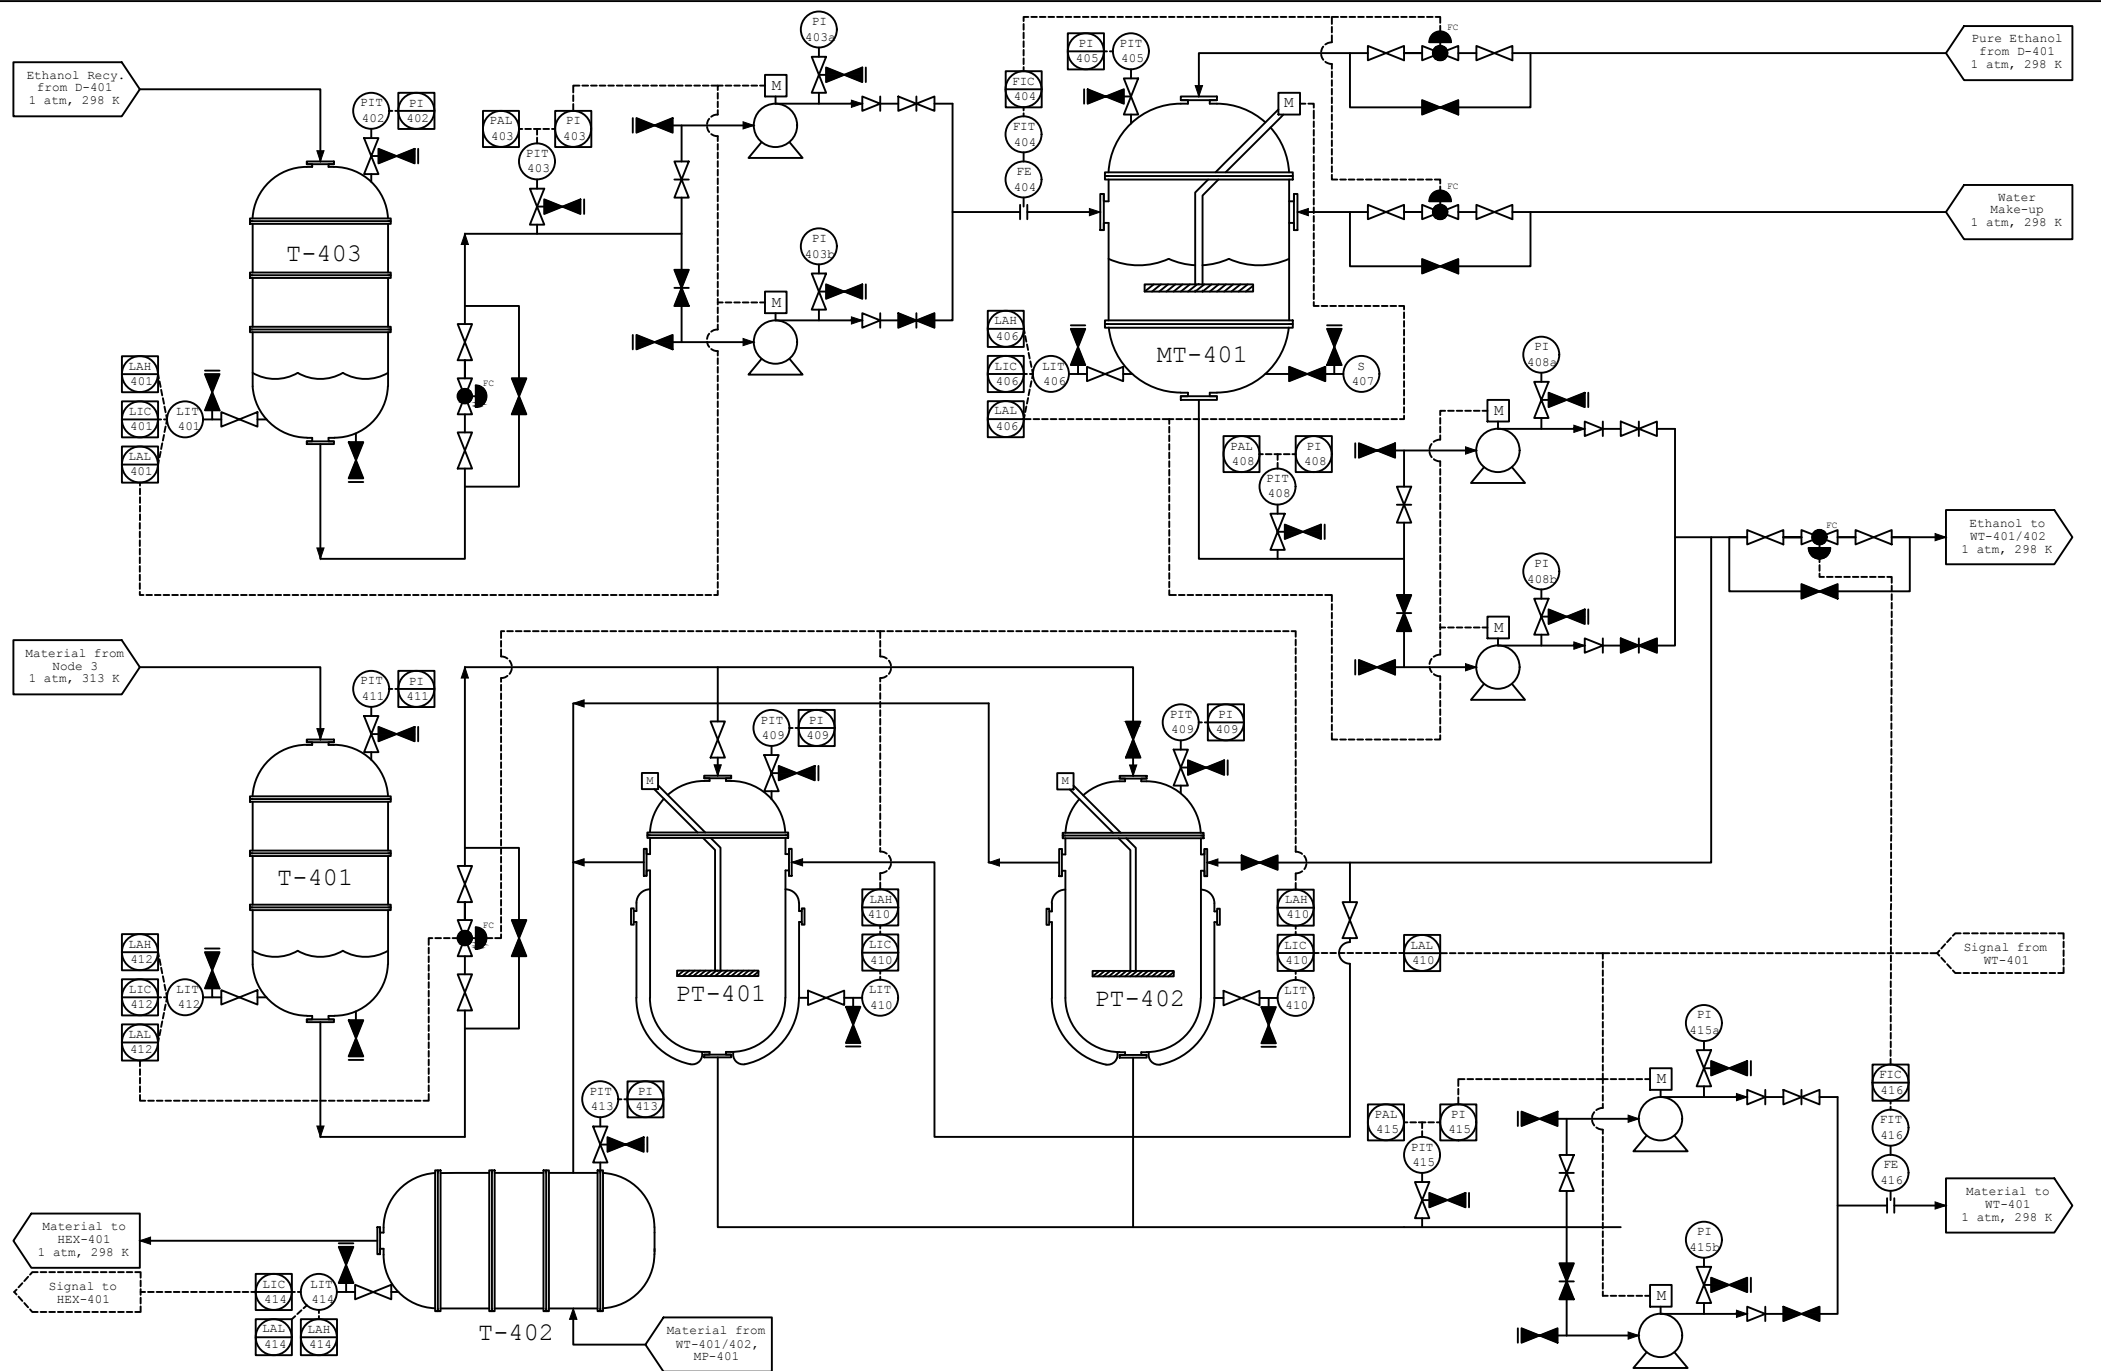 Ethanol Recy.
from D-401
1 atm, 298 K
PIT
402
PI
402
T-403
LAH
401
LIC
401
LAL
401
LIT
401
FC
PAL
403
PI
403
PIT
403
M
PI
403a
M
PI
403b
FIC
404
FIT
404
FE
404
PI
405
PIT
405
M
FC
Pure Ethanol
from D-401
1 atm, 298 K
FC
Water
Make-up
1 atm, 298 K
LAH
406
LIC
406
LAL
406
LIT
406
MT-401
S
407
PAL
408
PI
408
PIT
408
M
PI
408a
M
PI
408b
FC
Ethanol to
WT-401/402
1 atm, 298 K
Material from
Node 3
1 atm, 313 K
PIT
411
PI
411
T-401
LAH
412
LIC
412
LAL
412
LIT
412
FC
M
PIT
409
PI
409
PT-401
LAH
410
LIC
410
LIT
410
M
PIT
409
PI
409
PT-402
LAH
410
LIC
410
LIT
410
LAL
410
Signal from
WT-401
PIT
413
PI
413
Material to
HEX-401
1 atm, 298 K
Signal to
HEX-401
LIC
414
LIT
414
LAL
414
LAH
414
T-402
Material from
WT-401/402,
MP-401
PAL
415
PI
415
PIT
415
M
PI
415a
M
PI
415b
FIC
416
FIT
416
FE
416
Material to
WT-401
1 atm, 298 K